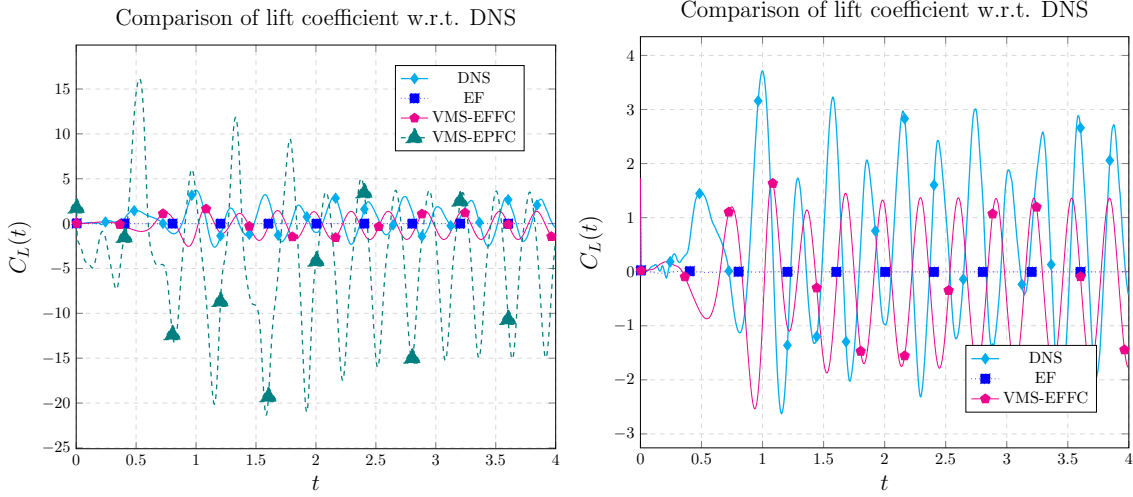 Comparison of lift coefficient w.r.t. DNS
15
10
5
0
−5
−10
−15
−20
−25
C_L(t)
DNS
EF
VMS-EFFC
VMS-EPFC
0 0.5 1 1.5 2 2.5 3 3.5 4
t
Comparison of lift coefficient w.r.t. DNS
4
3
2
1
0
−1
−2
−3
C_L(t)
DNS
EF
VMS-EFFC
0 0.5 1 1.5 2 2.5 3 3.5 4
t